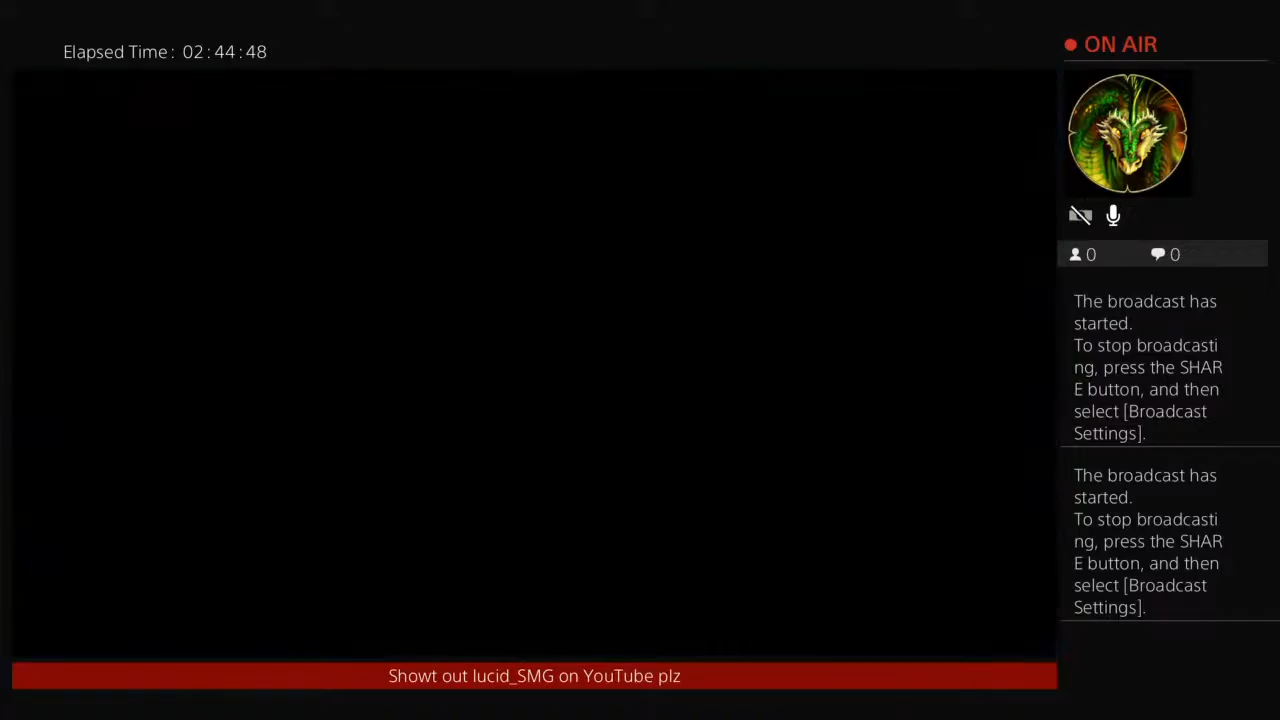 Elapsed Time: 02:44:48
ON AIR
0 0
The broadcast has
started.
To stop broadcasti
ng, press the SHAR
E button, and then
select [Broadcast
Settings].
The broadcast has
started.
To stop broadcasti
ng, press the SHAR
E button, and then
select [Broadcast
Settings].
Showt out lucid_SMG on YouTube plz